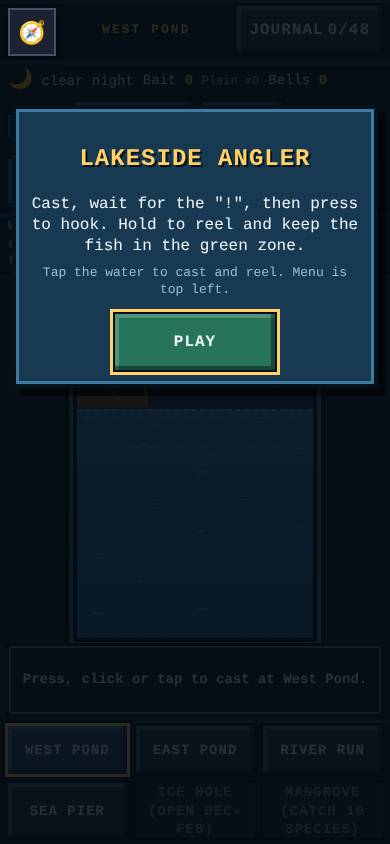 WEST POND
JOURNAL 0/48
clear night Bait 0 Plain x0 Bells 0
LAKESIDE ANGLER
Cast, wait for the "!", then press
to hook. Hold to reel and keep the
fish in the green zone.
Tap the water to cast and reel. Menu is
top left.
PLAY
Press, click or tap to cast at West Pond.
WEST POND
EAST POND
RIVER RUN
SEA PIER
ICE HOLE
(OPEN DEC-
FEB)
MANGROVE
(CATCH 10
SPECIES)